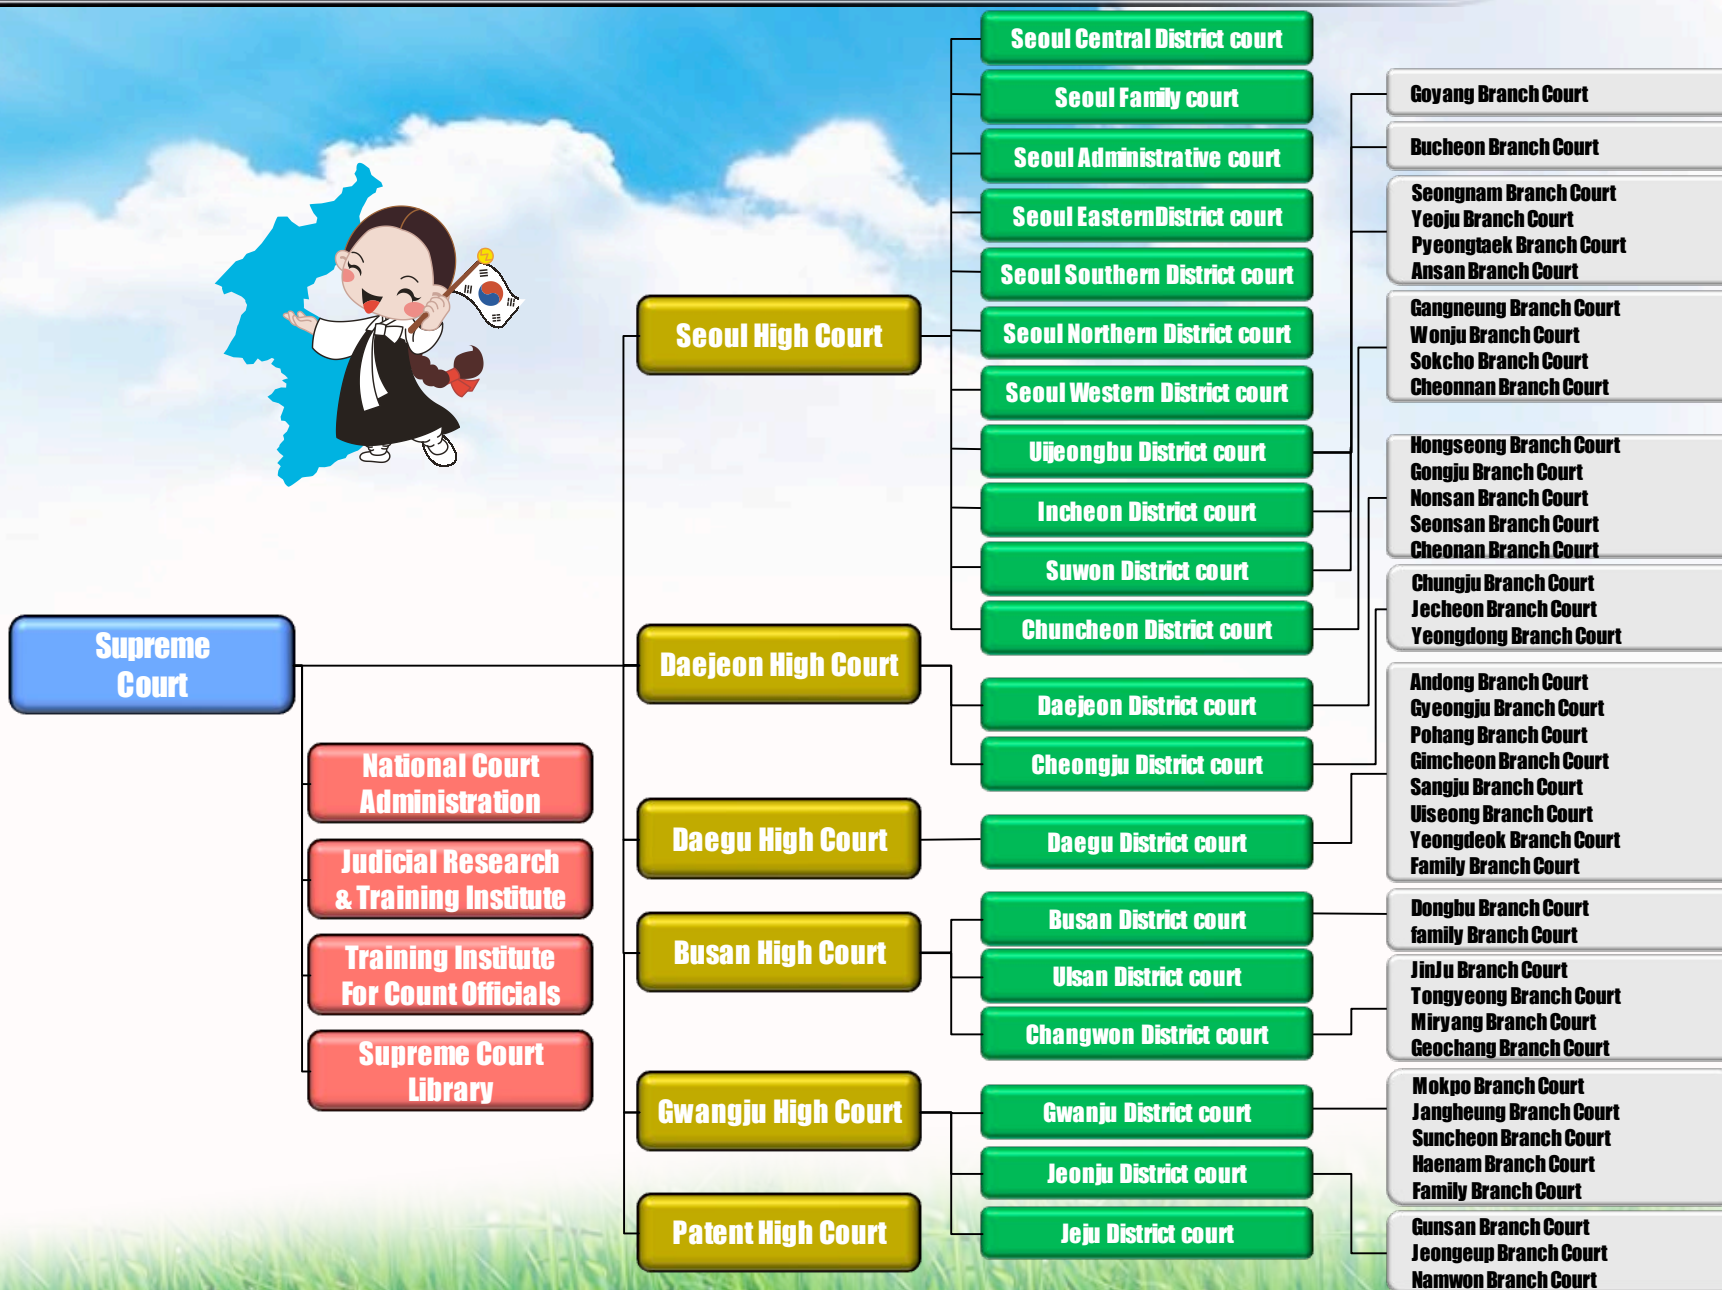 Supreme
Court
National Court
Administration
Judicial Research
& Training Institute
Training Institute
For Count Officials
Supreme Court
Library
Seoul High Court
Daejeon High Court
Daegu High Court
Busan High Court
Gwangju High Court
Patent High Court
Seoul Central District court
Seoul Family court
Seoul Administrative court
Seoul EasternDistrict court
Seoul Southern District court
Seoul Northern District court
Seoul Western District court
Uijeongbu District court
Incheon District court
Suwon District court
Chuncheon District court
Daejeon District court
Cheongju District court
Daegu District court
Busan District court
Ulsan District court
Changwon District court
Gwanju District court
Jeonju District court
Jeju District court
Goyang Branch Court
Bucheon Branch Court
Seongnam Branch Court
Yeoju Branch Court
Pyeongtaek Branch Court
Ansan Branch Court
Gangneung Branch Court
Wonju Branch Court
Sokcho Branch Court
Cheonnan Branch Court
Hongseong Branch Court
Gongju Branch Court
Nonsan Branch Court
Seonsan Branch Court
Cheonan Branch Court
Chungju Branch Court
Jecheon Branch Court
Yeongdong Branch Court
Andong Branch Court
Gyeongju Branch Court
Pohang Branch Court
Gimcheon Branch Court
Sangju Branch Court
Uiseong Branch Court
Yeongdeok Branch Court
Family Branch Court
Dongbu Branch Court
family Branch Court
JinJu Branch Court
Tongyeong Branch Court
Miryang Branch Court
Geochang Branch Court
Mokpo Branch Court
Jangheung Branch Court
Suncheon Branch Court
Haenam Branch Court
Family Branch Court
Gunsan Branch Court
Jeongeup Branch Court
Namwon Branch Court